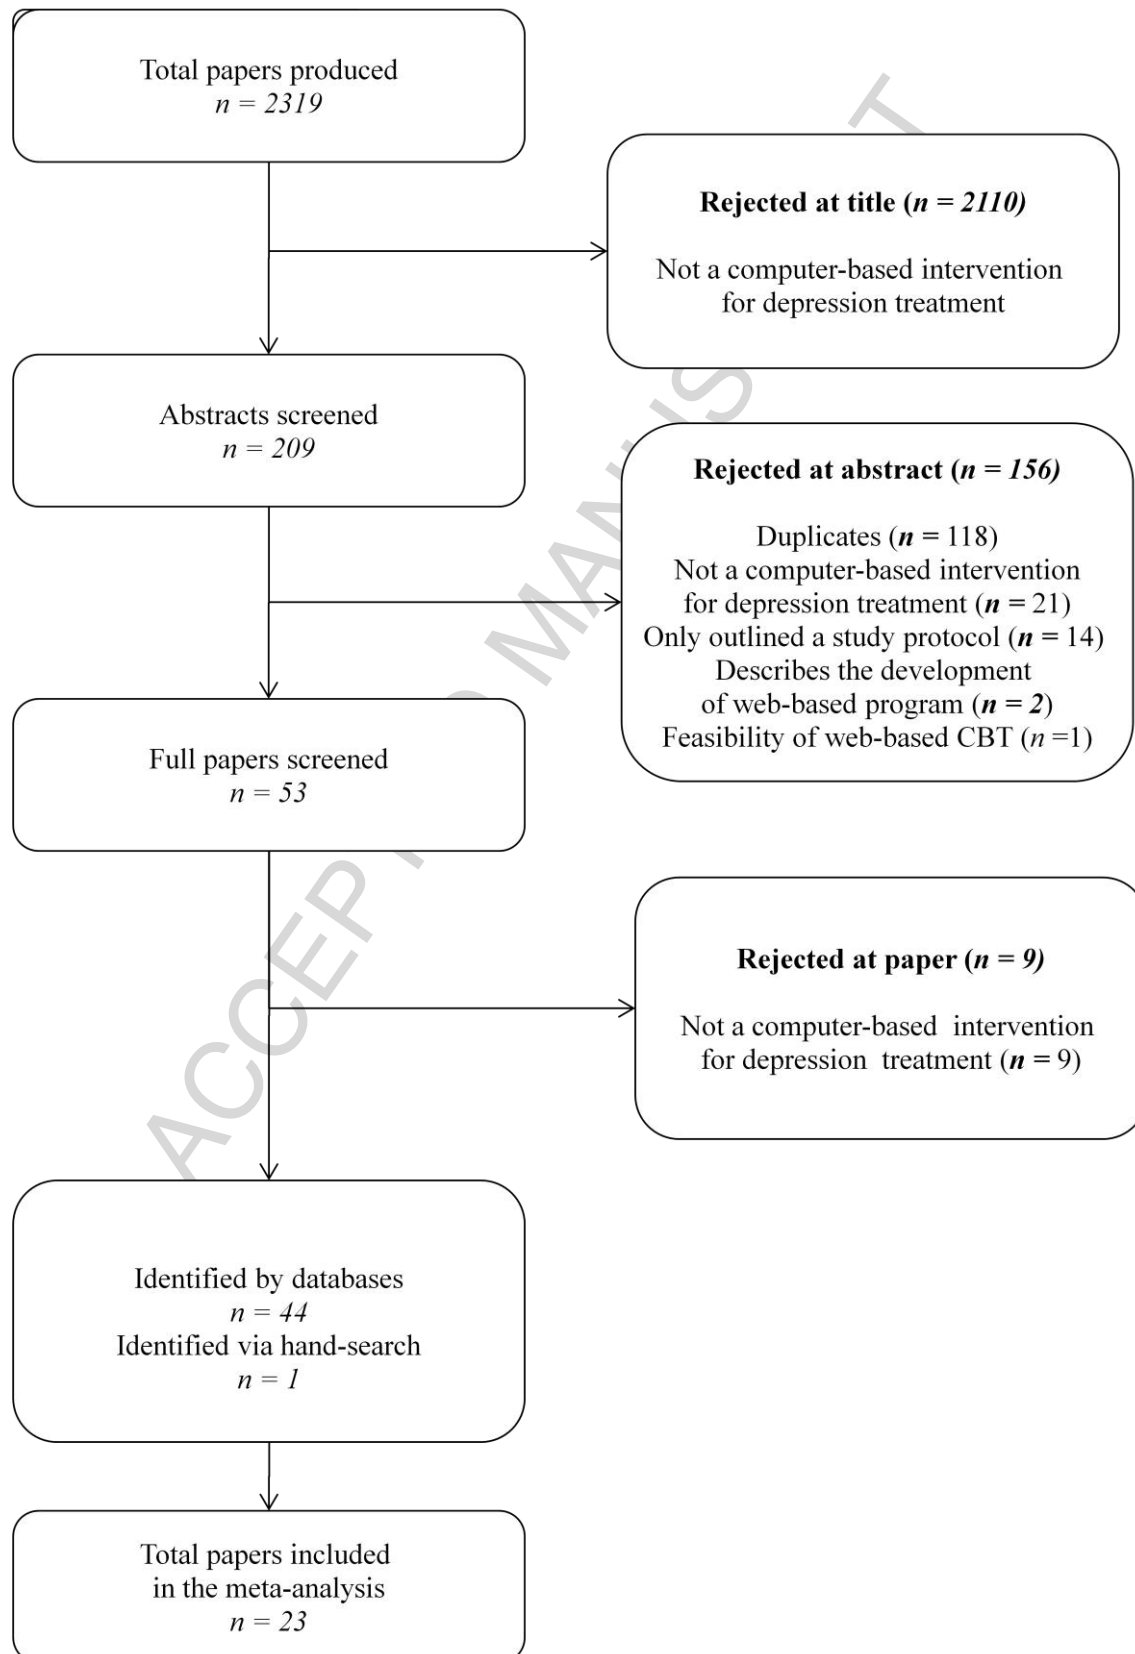 Total papers produced
n = 2319
Rejected at title (n = 2110)
Not a computer-based intervention
for depression treatment
Abstracts screened
n = 209
Rejected at abstract (n = 156)
Duplicates (n = 118)
Not a computer-based intervention
for depression treatment (n = 21)
Only outlined a study protocol (n = 14)
Describes the development
of web-based program (n = 2)
Feasibility of web-based CBT (n =1)
Full papers screened
n = 53
Rejected at paper (n = 9)
Not a computer-based intervention
for depression treatment (n = 9)
Identified by databases
n = 44
Identified via hand-search
n = 1
Total papers included
in the meta-analysis
n = 23